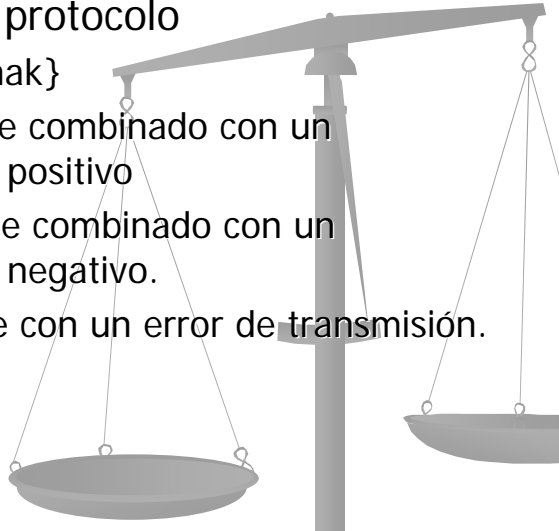 protocolo
nak}
e combinado con un
positivo
e combinado con un
negativo.
e con un error de transmisión.